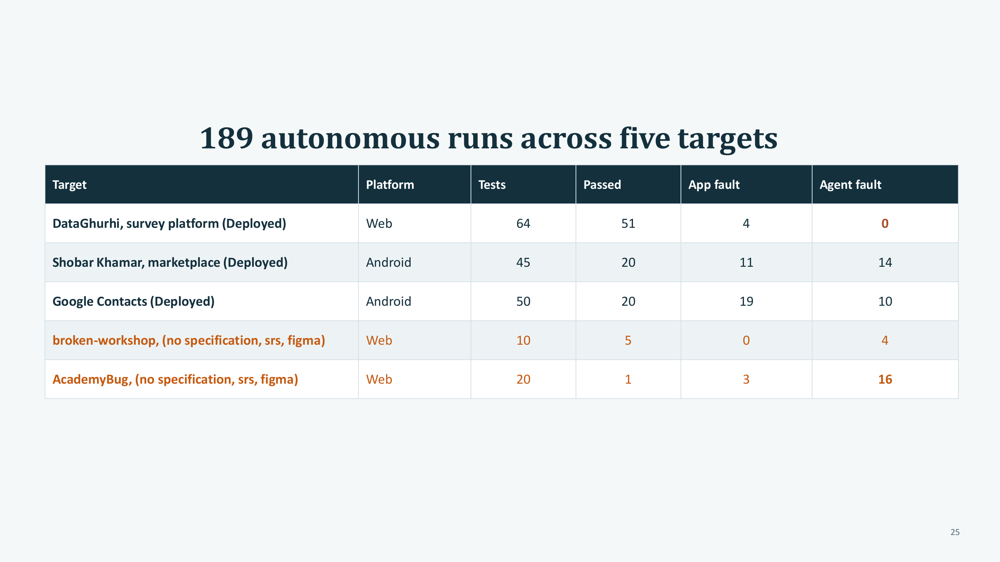 189 autonomous runs across five targets
Target Platform Tests Passed App fault Agent fault
DataGhurhi, survey platform (Deployed) Web 64 51 4 0
Shobar Khamar, marketplace (Deployed) Android 45 20 11 14
Google Contacts (Deployed) Android 50 20 19 10
broken-workshop, (no specification, srs, figma) Web 10 5 0 4
AcademyBug, (no specification, srs, figma) Web 20 1 3 16
25